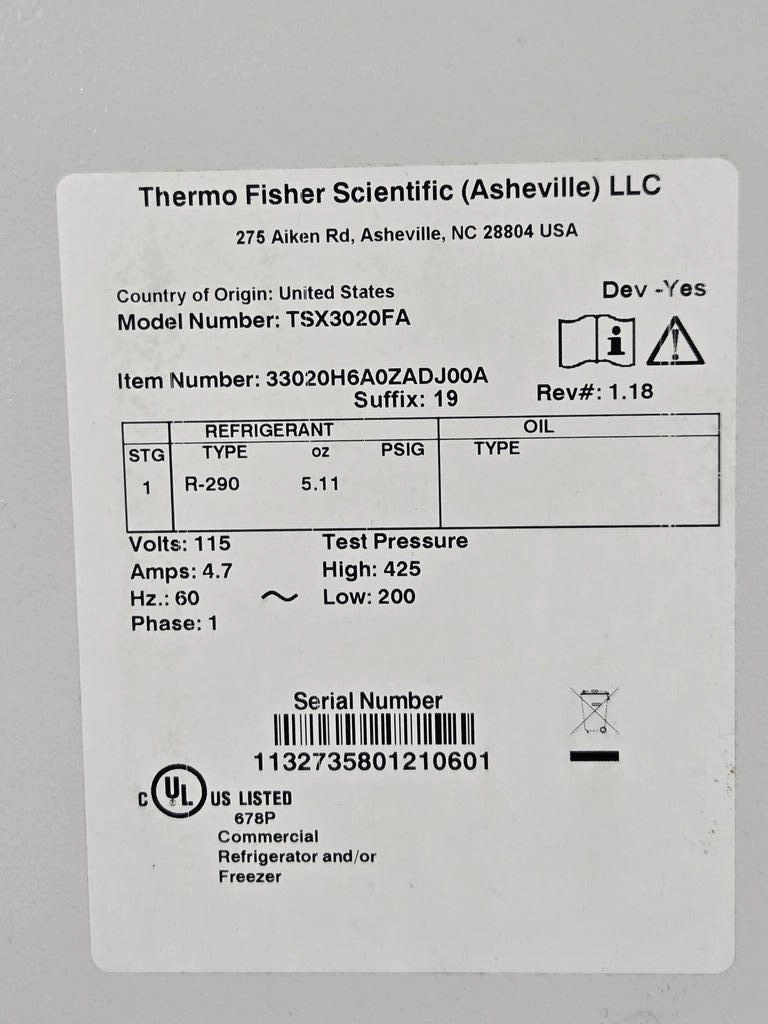 Thermo Fisher Scientific (Asheville) LLC
275 Aiken Rd, Asheville, NC 28804 USA
Country of Origin: United States
Dev -Yes
Model Number: TSX3020FA
Item Number: 33020H6A0ZADJ00A
Suffix: 19
Rev#: 1.18
REFRIGERANT OIL
STG TYPE oz PSIG TYPE
1 R-290 5.11
Volts: 115 Test Pressure
Amps: 4.7 High: 425
Hz.: 60 ~ Low: 200
Phase: 1
Serial Number
1132735801210601
C UL US LISTED
678P
Commercial
Refrigerator and/or
Freezer